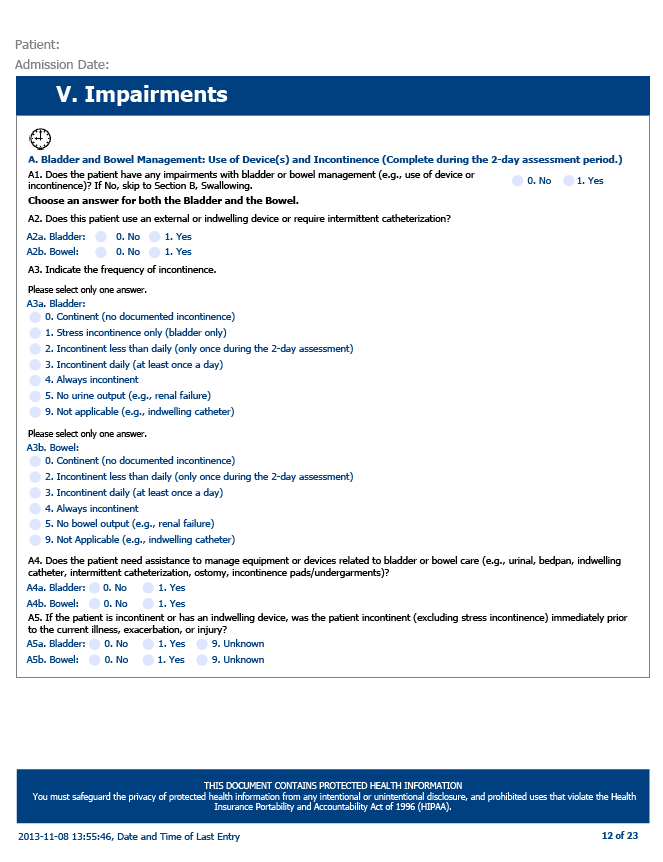 Patient:
Admission Date:
V. Impairments
A. Bladder and Bowel Management: Use of Device(s) and Incontinence (Complete during the 2-day assessment period.)
A1. Does the patient have any impairments with bladder or bowel management (e.g., use of device or
incontinence)? If No, skip to Section B, Swallowing.
0. No 1. Yes
Choose an answer for both the Bladder and the Bowel.
A2. Does this patient use an external or indwelling device or require intermittent catheterization?
A2a. Bladder: 0. No 1. Yes
A2b. Bowel: 0. No 1. Yes
A3. Indicate the frequency of incontinence.
Please select only one answer.
A3a. Bladder:
0. Continent (no documented incontinence)
1. Stress incontinence only (bladder only)
2. Incontinent less than daily (only once during the 2-day assessment)
3. Incontinent daily (at least once a day)
4. Always incontinent
5. No urine output (e.g., renal failure)
9. Not applicable (e.g., indwelling catheter)
Please select only one answer.
A3b. Bowel:
0. Continent (no documented incontinence)
2. Incontinent less than daily (only once during the 2-day assessment)
3. Incontinent daily (at least once a day)
4. Always incontinent
5. No bowel output (e.g., renal failure)
9. Not Applicable (e.g., indwelling catheter)
A4. Does the patient need assistance to manage equipment or devices related to bladder or bowel care (e.g., urinal, bedpan, indwelling
catheter, intermittent catheterization, ostomy, incontinence pads/undergarments)?
A4a. Bladder: 0. No 1. Yes
A4b. Bowel: 0. No 1. Yes
A5. If the patient is incontinent or has an indwelling device, was the patient incontinent (excluding stress incontinence) immediately prior
to the current illness, exacerbation, or injury?
A5a. Bladder: 0. No 1. Yes 9. Unknown
A5b. Bowel: 0. No 1. Yes 9. Unknown
THIS DOCUMENT CONTAINS PROTECTED HEALTH INFORMATION
You must safeguard the privacy of protected health information from any intentional or unintentional disclosure, and prohibited uses that violate the Health
Insurance Portability and Accountability Act of 1996 (HIPAA).
2013-11-08 13:55:46, Date and Time of Last Entry
12 of 23